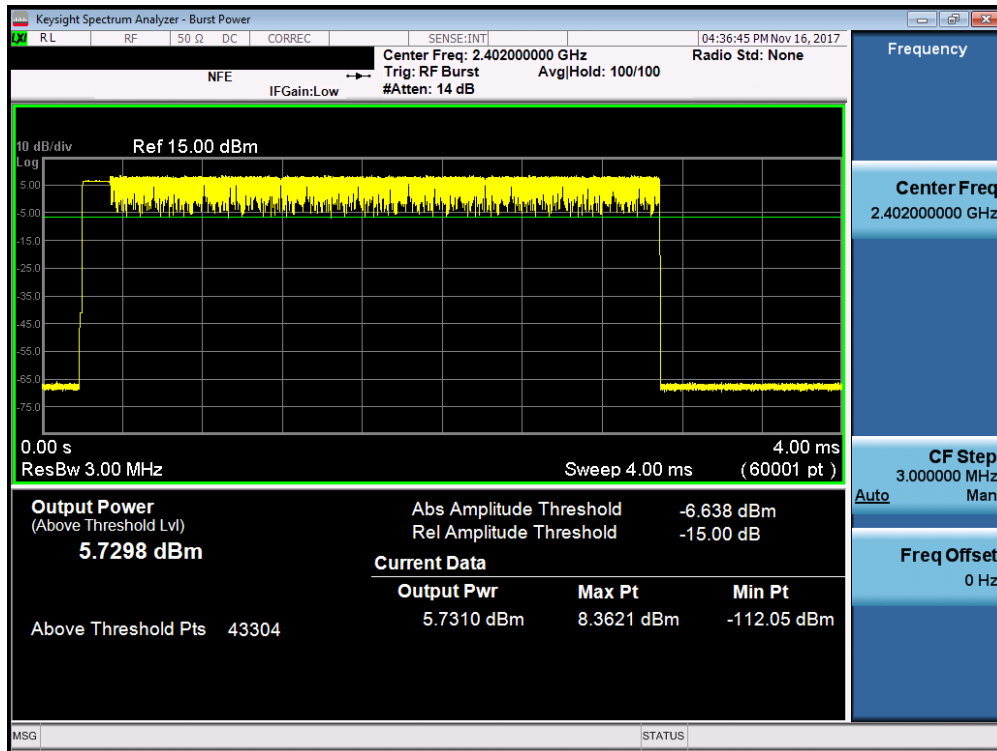 Keysight Spectrum Analyzer - Burst Power
LXI RL RF 50 Ω DC CORREC SENSE:INT 04:36:45 PM Nov 16, 2017
NFE
IFGain:Low
Center Freq: 2.402000000 GHz
Trig: RF Burst Avg|Hold: 100/100
#Atten: 14 dB
Radio Std: None
10 dB/div Ref 15.00 dBm
Log
5.00
-5.00
-15.0
-25.0
-35.0
-45.0
-55.0
-65.0
-75.0
0.00 s 4.00 ms
ResBw 3.00 MHz Sweep 4.00 ms (60001 pt)
Output Power
(Above Threshold Lvl)
5.7298 dBm
Above Threshold Pts 43304
Abs Amplitude Threshold -6.638 dBm
Rel Amplitude Threshold -15.00 dB
Current Data
Output Pwr Max Pt Min Pt
5.7310 dBm 8.3621 dBm -112.05 dBm
Frequency
Center Freq
2.402000000 GHz
CF Step
3.000000 MHz
Auto Man
Freq Offset
0 Hz
MSG STATUS